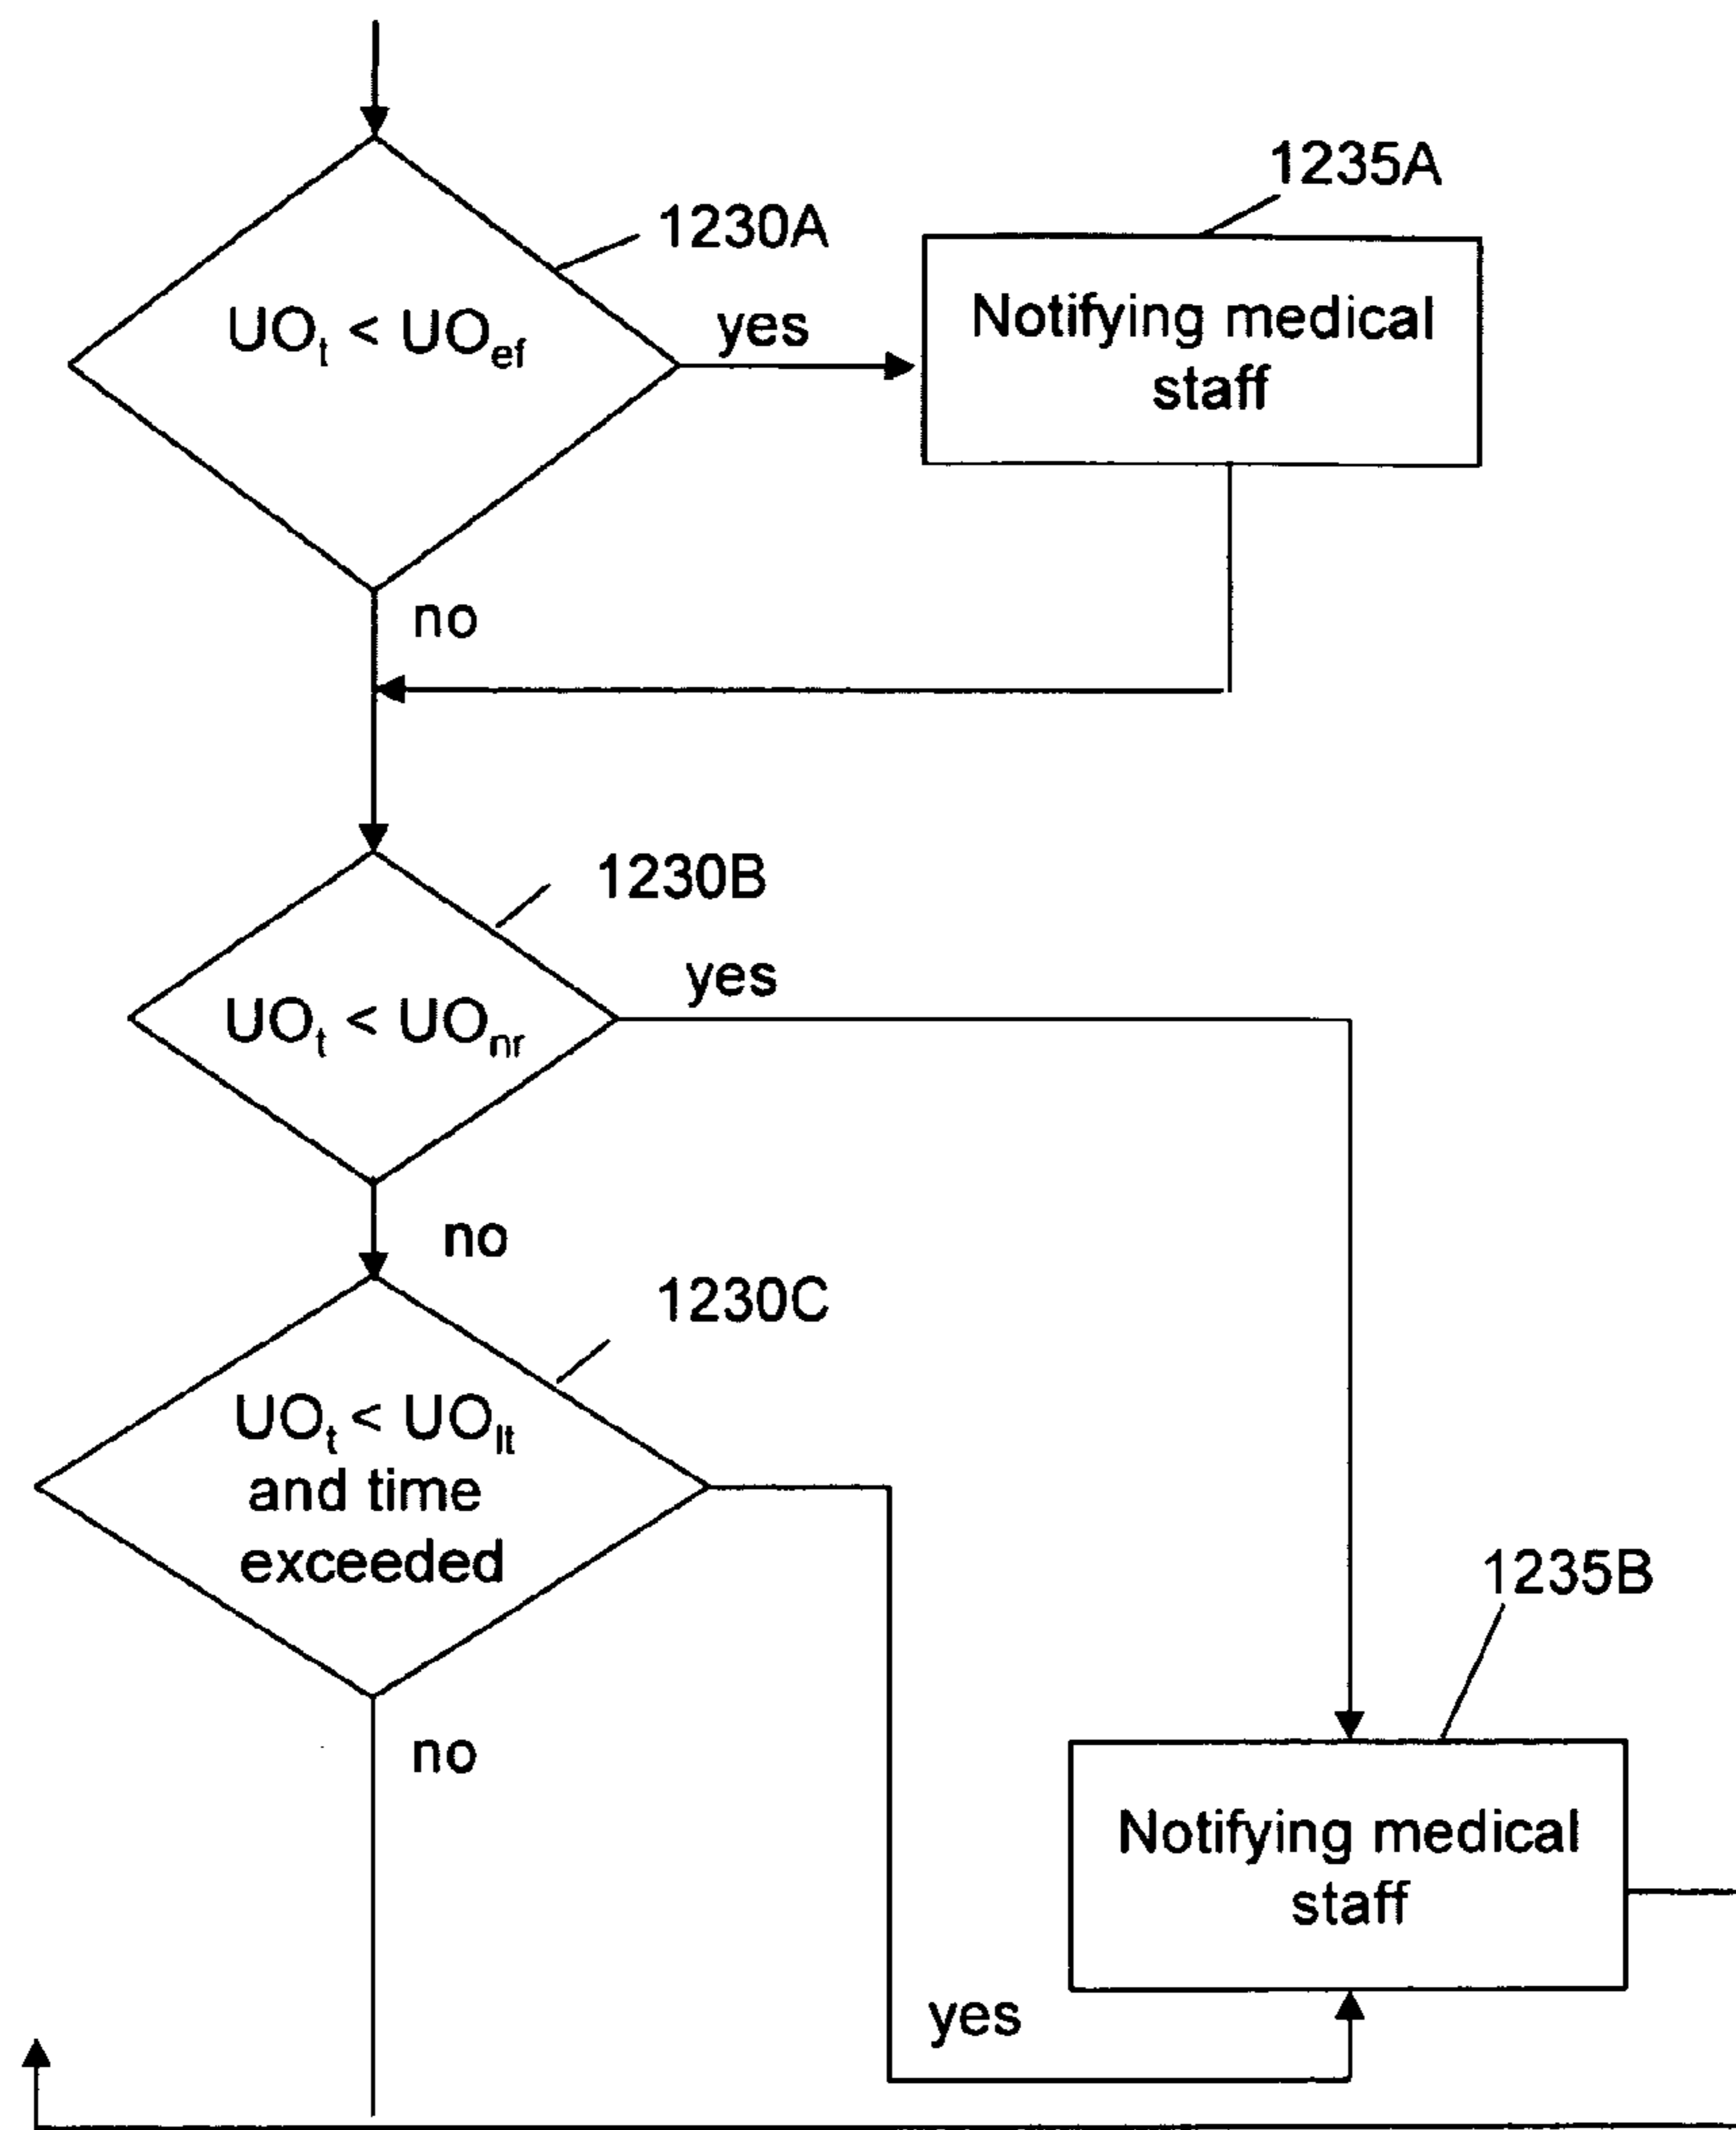 1235A
1230A
UOt < UOef
yes
Notifying medical
staff
no
1230B
yes
UOt < UOnr
no
1230C
UOt < UOlt
and time
exceeded
1235B
no
Notifying medical
staff
yes